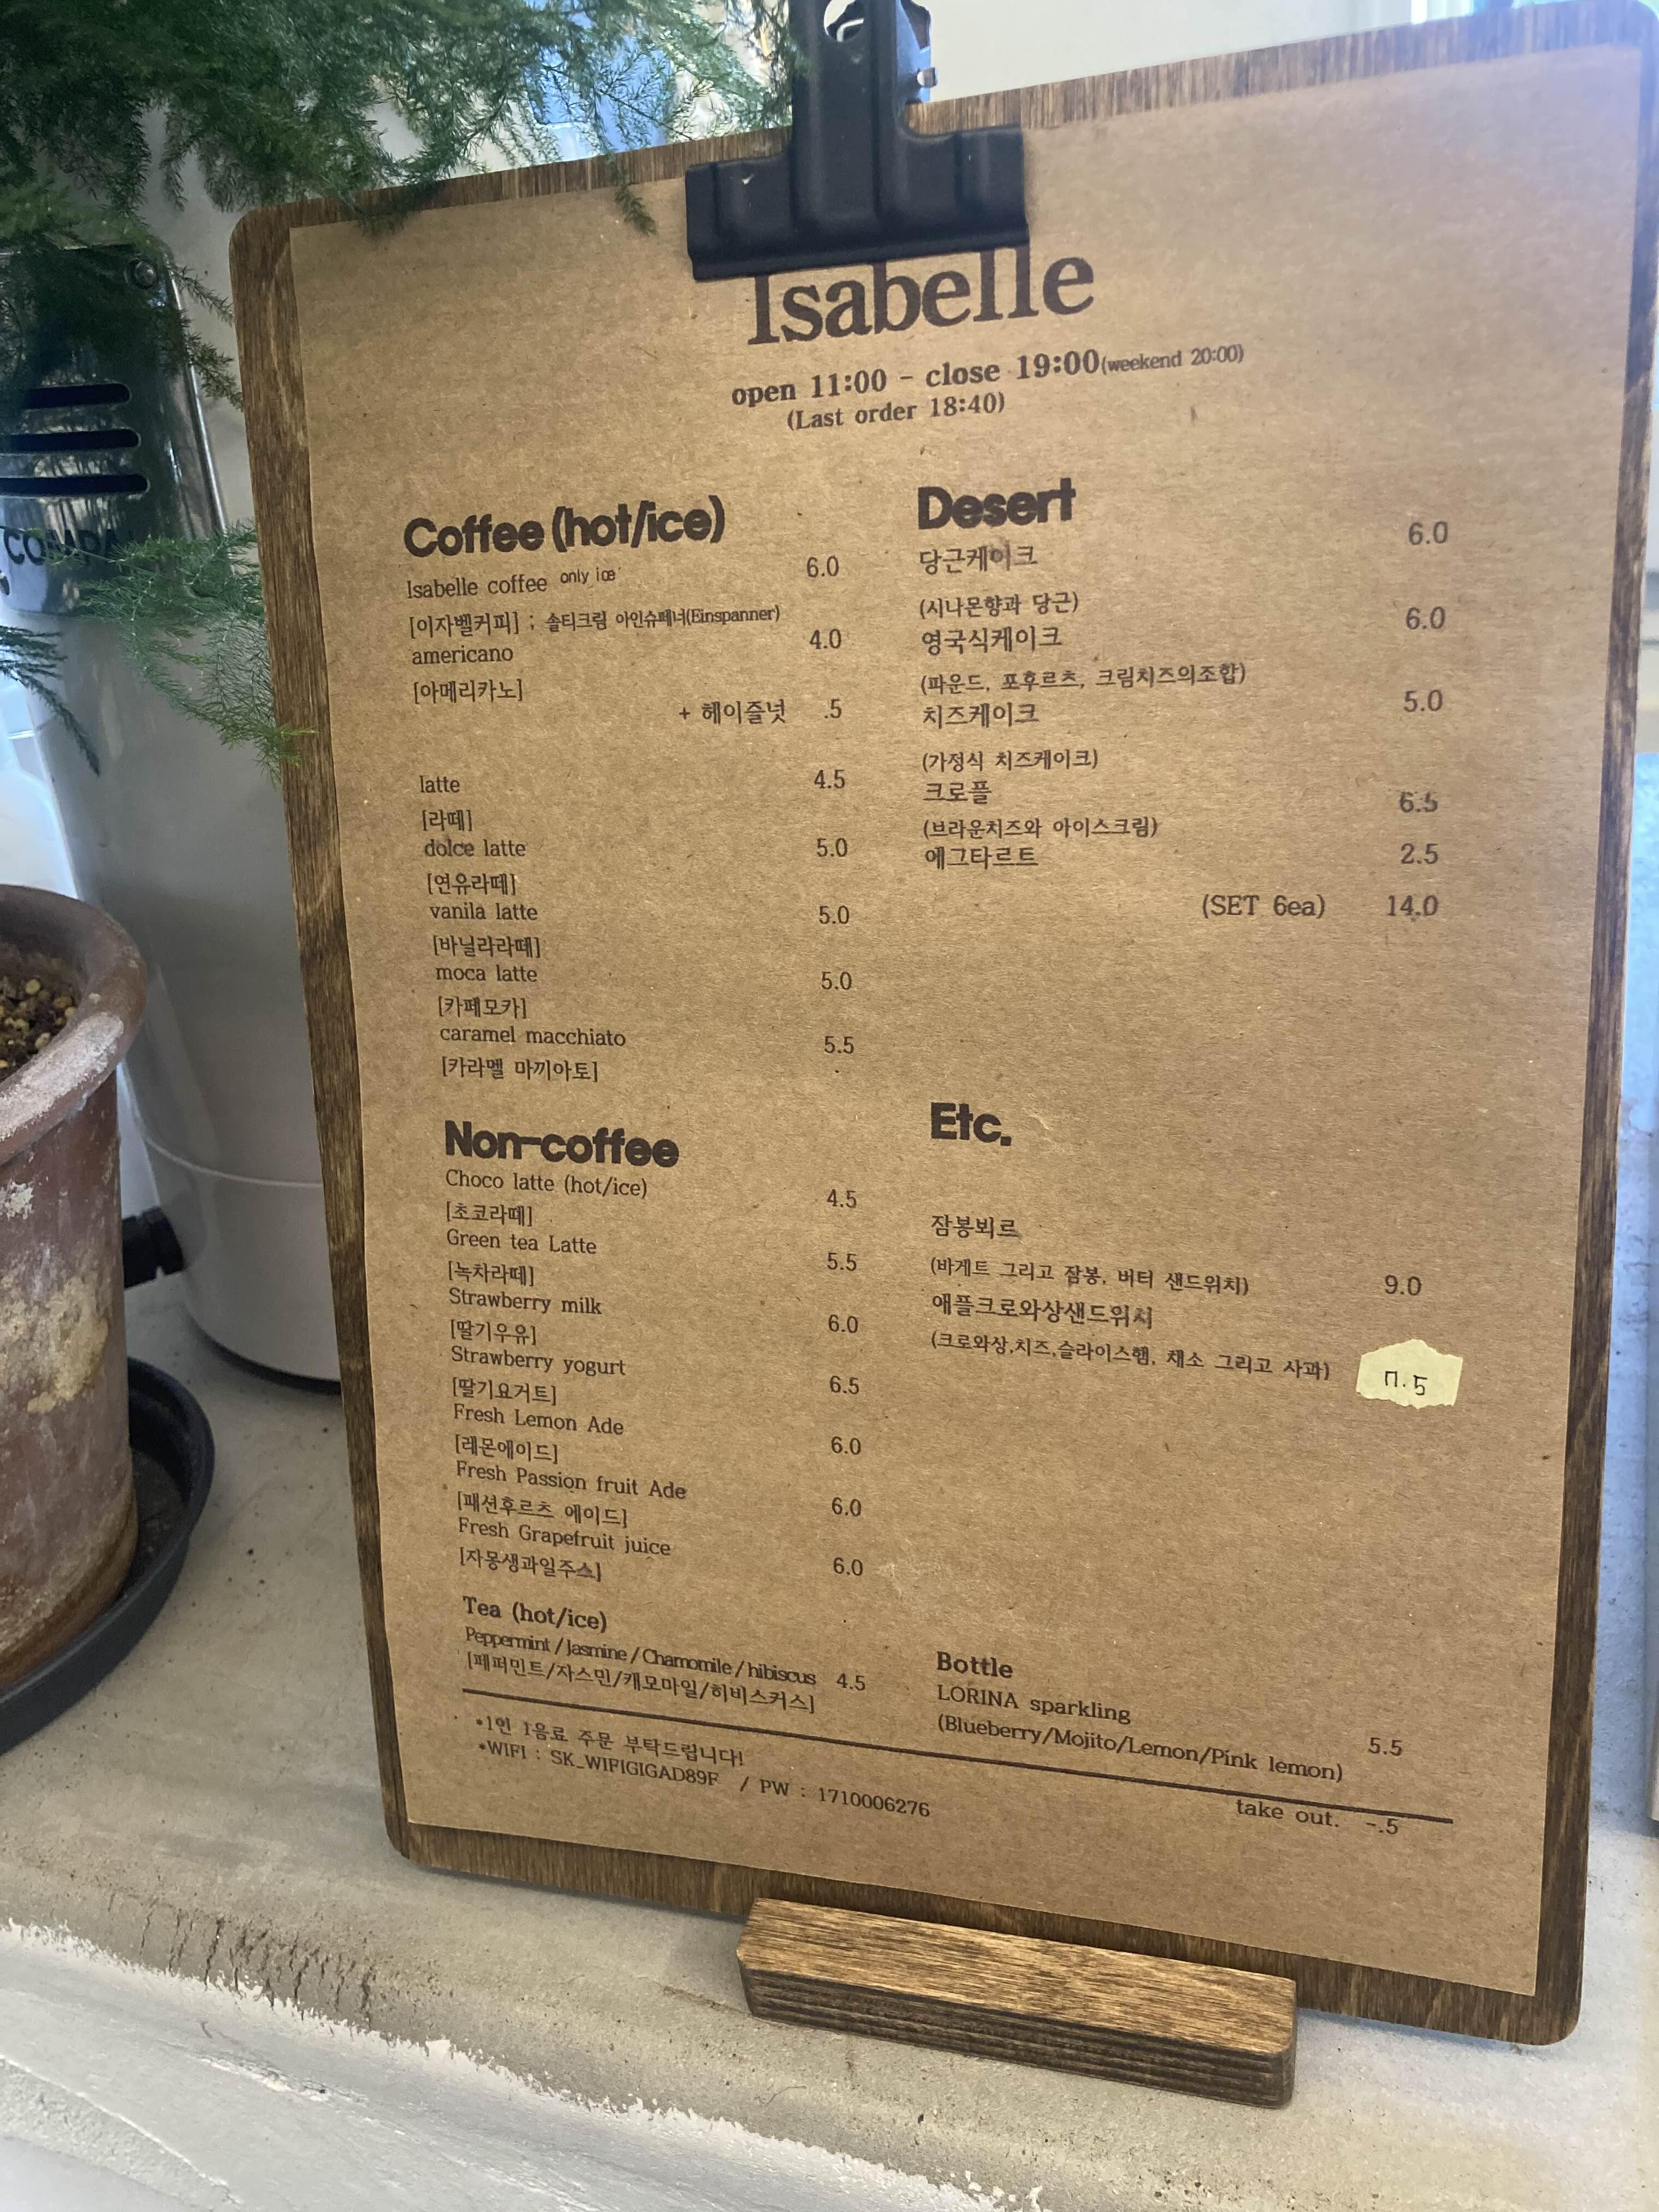 Isabelle
open 11:00 - close 19:00(weekend 20:00)
(Last order 18:40)
Coffee (hot/ice)
Isabelle coffee only ice 6.0
[이자벨커피] ; 솔티크림 아인슈페너(Einspanner)
americano 4.0
[아메리카노]
+ 헤이즐넛 .5
latte 4.5
[라떼]
dolce latte 5.0
[연유라떼]
vanila latte 5.0
[바닐라라떼]
moca latte 5.0
[카페모카]
caramel macchiato 5.5
[카라멜 마끼아토]
Non-coffee
Choco latte (hot/ice) 4.5
[초코라떼]
Green tea Latte 5.5
[녹차라떼]
Strawberry milk 6.0
[딸기우유]
Strawberry yogurt 6.5
[딸기요거트]
Fresh Lemon Ade 6.0
[레몬에이드]
Fresh Passion fruit Ade 6.0
[패션후르츠 에이드]
Fresh Grapefruit juice 6.0
[자몽생과일주스]
Tea (hot/ice)
Peppermint / Jasmine / Chamomile / hibiscus 4.5
[페퍼민트/자스민/캐모마일/히비스커스]
Desert
당근케이크 6.0
(시나몬향과 당근)
영국식케이크 6.0
(파운드, 포후르츠, 크림치즈의조합)
치즈케이크 5.0
(가정식 치즈케이크)
크로플 6.5
(브라운치즈와 아이스크림)
에그타르트 2.5
(SET 6ea) 14.0
Etc.
잠봉뵈르
(바게트 그리고 잠봉, 버터 샌드위치) 9.0
애플크로와상샌드위치
(크로와상,치즈,슬라이스햄, 채소 그리고 사과) 7.5
Bottle
LORINA sparkling
(Blueberry/Mojito/Lemon/Pink lemon) 5.5
*1인 1음료 주문 부탁드립니다!
*WIFI : SK_WIFIGIGAD89F / PW : 1710006276
take out. -.5